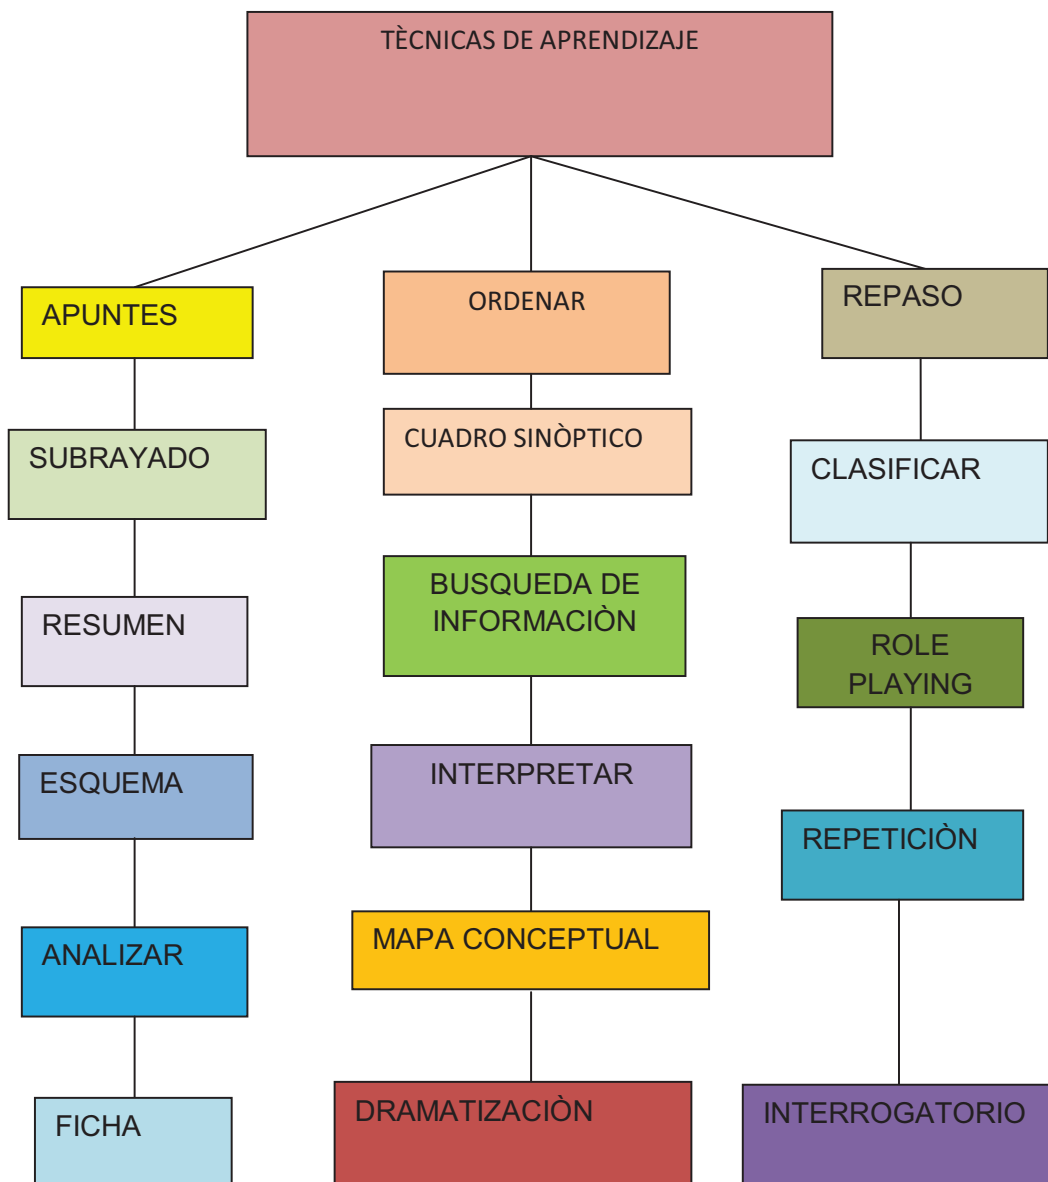 TÈCNICAS DE APRENDIZAJE
APUNTES
SUBRAYADO
RESUMEN
ESQUEMA
ANALIZAR
FICHA
ORDENAR
CUADRO SINÒPTICO
BUSQUEDA DE
INFORMACIÒN
INTERPRETAR
MAPA CONCEPTUAL
DRAMATIZACIÒN
REPASO
CLASIFICAR
ROLE
PLAYING
REPETICIÒN
INTERROGATORIO